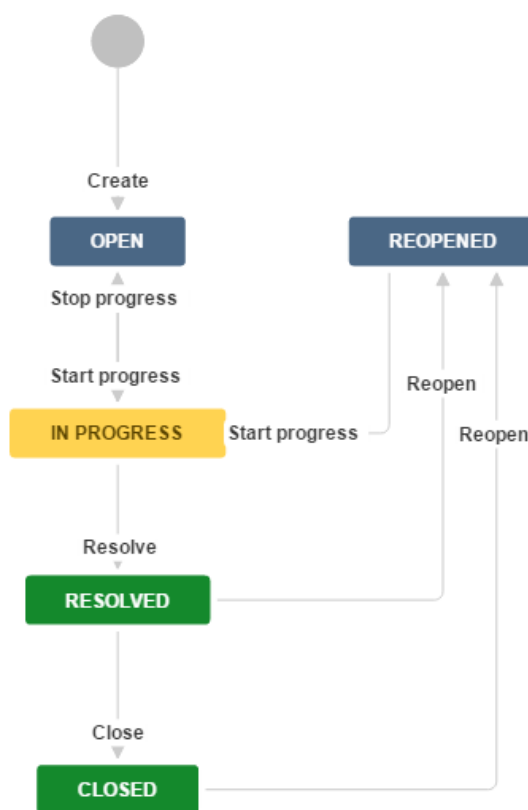 Create
OPEN
REOPENED
Stop progress
Start progress
Reopen
IN PROGRESS
Start progress
Reopen
Resolve
RESOLVED
Close
CLOSED